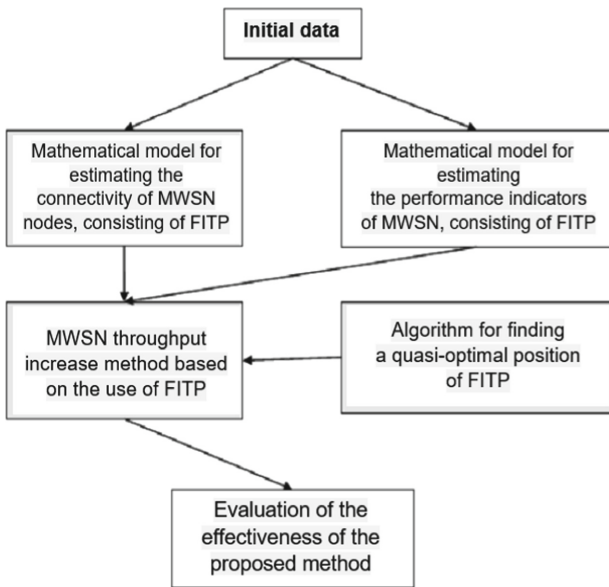 Initial data
Mathematical model for
estimating the
connectivity of MWSN
nodes, consisting of FITP
Mathematical model for
estimating
the performance indicators
of MWSN, consisting of FITP
MWSN throughput
increase method based
on the use of FITP
Algorithm for finding
a quasi-optimal position
of FITP
Evaluation of the
effectiveness of the
proposed method